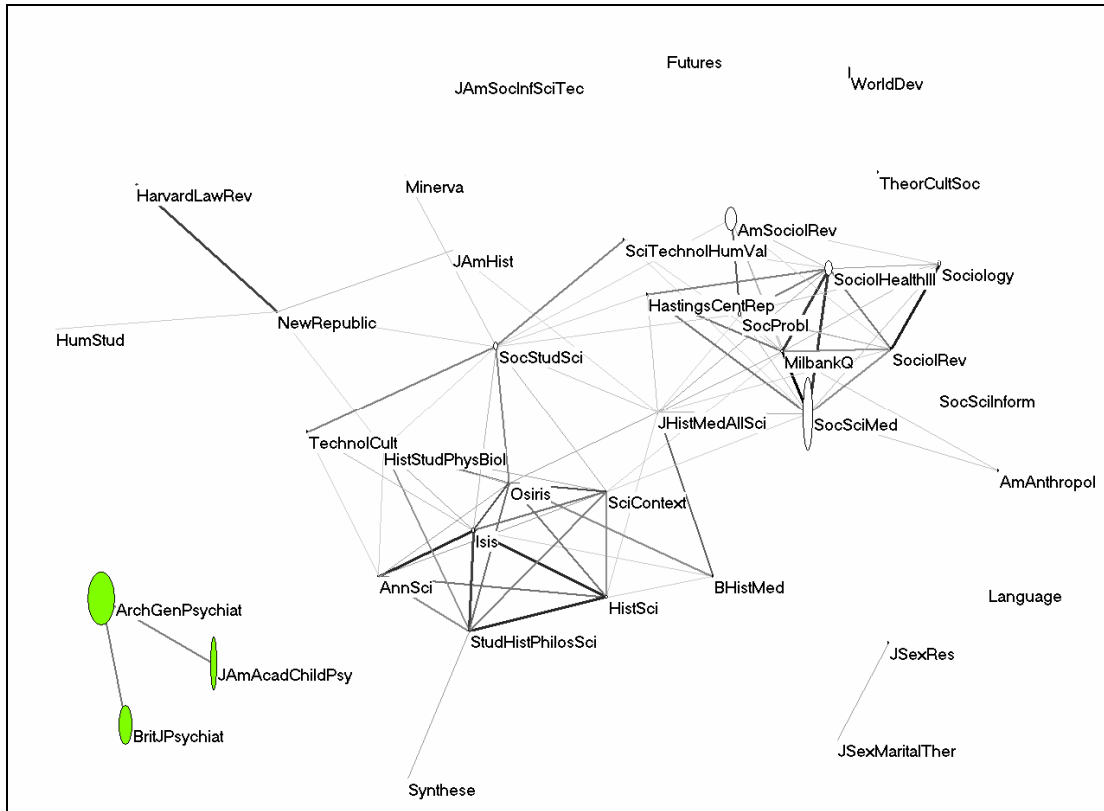 Futures
WorldDev
JAmSocInfSciTec
HarvardLawRev
Minerva
TheorCultSoc
AmSociolRev
SciTechnolHumVal
JAmHist
SociolHealthIll
Sociology
HastingsCentRep
NewRepublic
SocProbl
HumStud
SocStudSci
MilbankQ
SociolRev
SocSciInform
JHistMedAllSci
SocSciMed
TechnolCult
HistStudPhysBiol
AmAnthropol
Osiris
SciContext
Isis
AnnSci
BHistMed
Language
ArchGenPsychiat
HistSci
StudHistPhilosSci
JSexRes
JAmAcadChildPsy
BritJPsychiat
JSexMaritalTher
Synthese